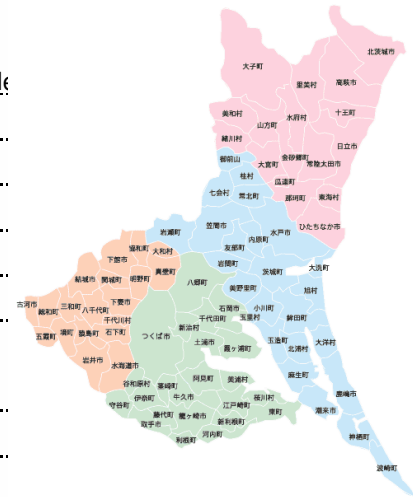 北茨城市
大子町
里美村
高萩市
十王町
美和村
山方町
水府村
緒川村
日立市
御前山
大宮町
金砂郷町
常陸太田市
桂村
瓜連町
七会村
常北町
那珂町
東海村
ひたちなか市
笠間市
水戸市
岩瀬町
内原町
友部町
協和町
大和村
岩間町
大洗町
下館市
真壁町
茨城町
結城市
関城町
明野町
八郷町
美野里町
旭村
古河市
総和町
三和町
八千代町
下妻市
石岡市
小川町
玉里村
千代田町
鉾田町
千代川村
五霞町
境町
猿島町
石下町
つくば市
新治村
土浦市
霞ヶ浦町
玉造町
北浦村
大洋村
岩井市
水海道市
麻生町
谷和原村
茎崎町
阿見町
美浦村
鹿嶋市
守谷町
伊奈町
牛久市
江戸崎町
桜川村
東町
潮来市
藤代町
龍ヶ崎市
新利根町
取手市
河内町
利根町
神栖町
波崎町